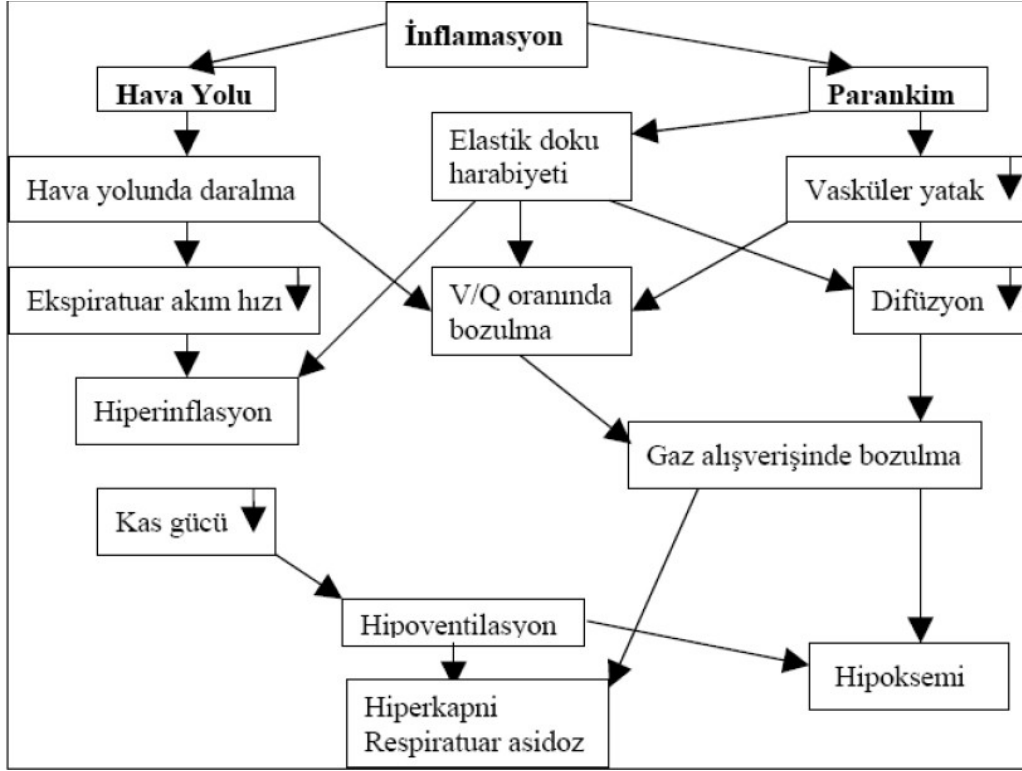 İnflamasyon
Hava Yolu
Parankim
Elastik doku
harabiyeti
Hava yolunda daralma
Vasküler yatak
Ekspiratuar akım hızı
V/Q oranında
bozulma
Difüzyon
Hiperinflasyon
Gaz alışverişinde bozulma
Kas gücü
Hipoventilasyon
Hipoksemi
Hiperkapni
Respiratuar asidoz